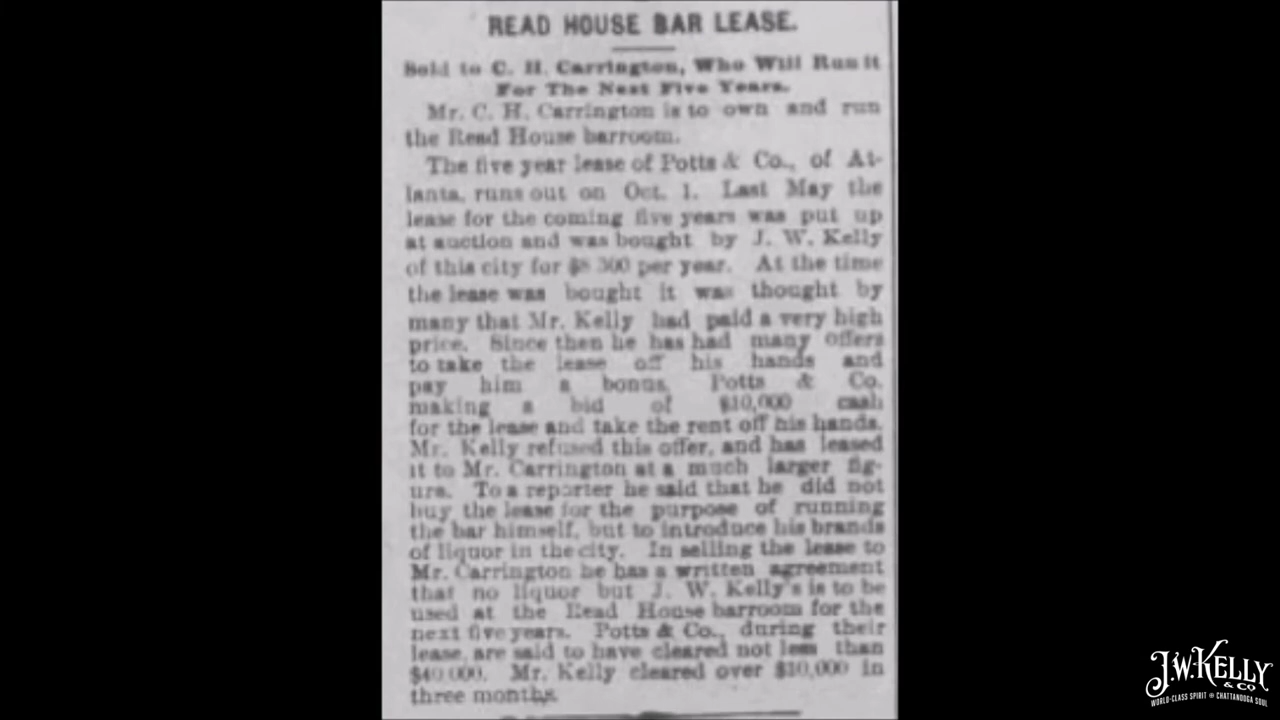 READ HOUSE BAR LEASE.
Sold to C. H. Carrington, Who Will Run it
For The Next Five Years.
Mr. C. H. Carrington is to own and run
the Read House barroom.
The five year lease of Potts & Co., of At-
lanta, runs out on Oct. 1. Last May the
lease for the coming five years was put up
at auction and was bought by J. W. Kelly
of this city for per year. At the time
the lease was bought it was thought by
many that Mr. Kelly had paid a very high
price. Since then he has had many offers
to take the lease off his hands and
pay him a bonus, Potts & Co.
making a bid of $10,000 cash
for the lease and take the rent off his hands.
Mr. Kelly refused this offer, and has leased
it to Mr. Carrington at a much larger fig-
ure. To a reporter he said that he did not
buy the lease for the purpose of running
the bar himself, but to introduce his brands
of liquor in the city. In selling the lease to
Mr. Carrington he has a written agreement
that no liquor but J. W. Kelly's is to be
used at the Read House barroom for the
next five years. Potts & Co., during their
lease, are said to have cleared not less than
$40,000. Mr. Kelly cleared over $10,000 in
three months.
J.W. KELLY
& CO
WORLD-CLASS SPIRIT CHATTANOOGA SOUL